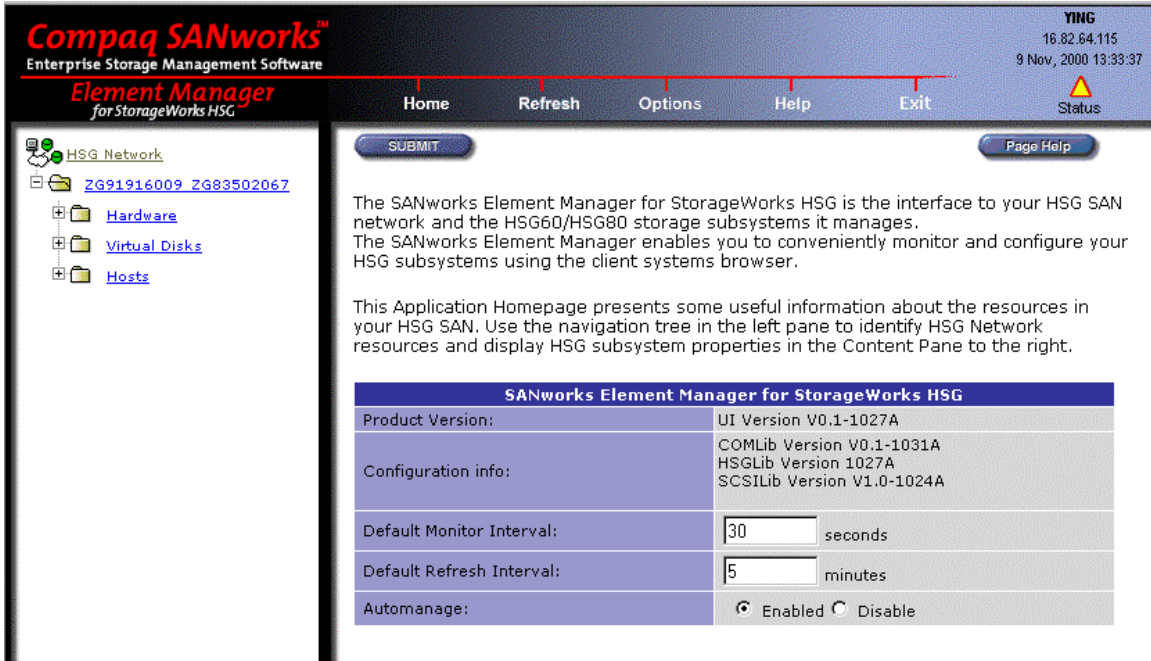 Compaq SANworks™
Enterprise Storage Management Software
Element Manager
for StorageWorks HSG
YING
16.82.64.115
9 Nov, 2000 13:33:37
Status
Home Refresh Options Help Exit
HSG Network
ZG91916009 ZG83502067
Hardware
Virtual Disks
Hosts
SUBMIT
Page Help
The SANworks Element Manager for StorageWorks HSG is the interface to your HSG SAN
network and the HSG60/HSG80 storage subsystems it manages.
The SANworks Element Manager enables you to conveniently monitor and configure your
HSG subsystems using the client systems browser.
This Application Homepage presents some useful information about the resources in
your HSG SAN. Use the navigation tree in the left pane to identify HSG Network
resources and display HSG subsystem properties in the Content Pane to the right.
SANworks Element Manager for StorageWorks HSG
Product Version: UI Version V0.1-1027A
Configuration info:
COMLib Version V0.1-1031A
HSGLib Version 1027A
SCSILib Version V1.0-1024A
Default Monitor Interval: 30 seconds
Default Refresh Interval: 5 minutes
Automanage: Enabled Disable